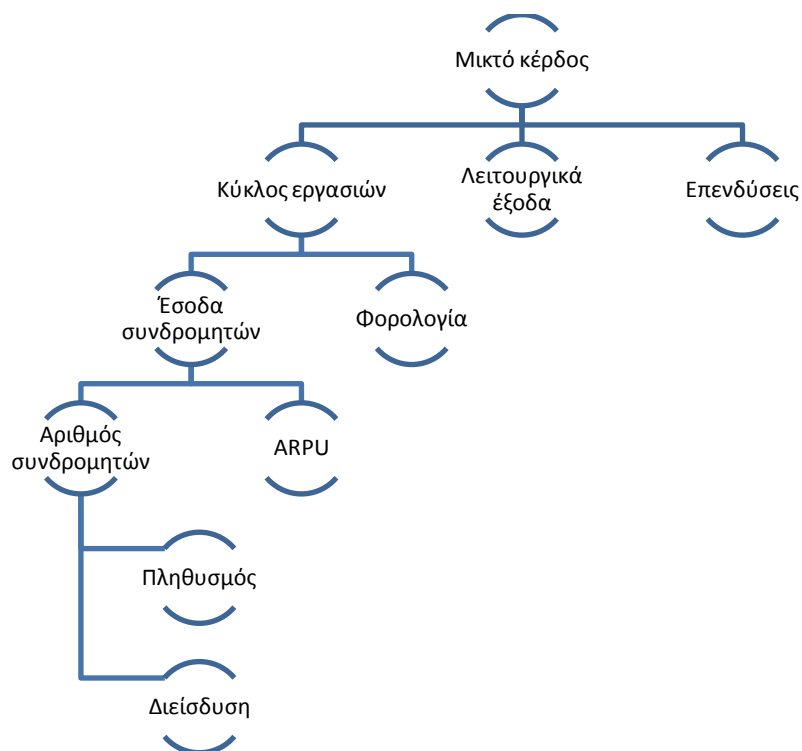 Μικτό κέρδος
Κύκλος εργασιών
Λειτουργικά
έξοδα
Επενδύσεις
Έσοδα
συνδρομητών
Φορολογία
Αριθμός
συνδρομητών
ARPU
Πληθυσμός
Διείσδυση